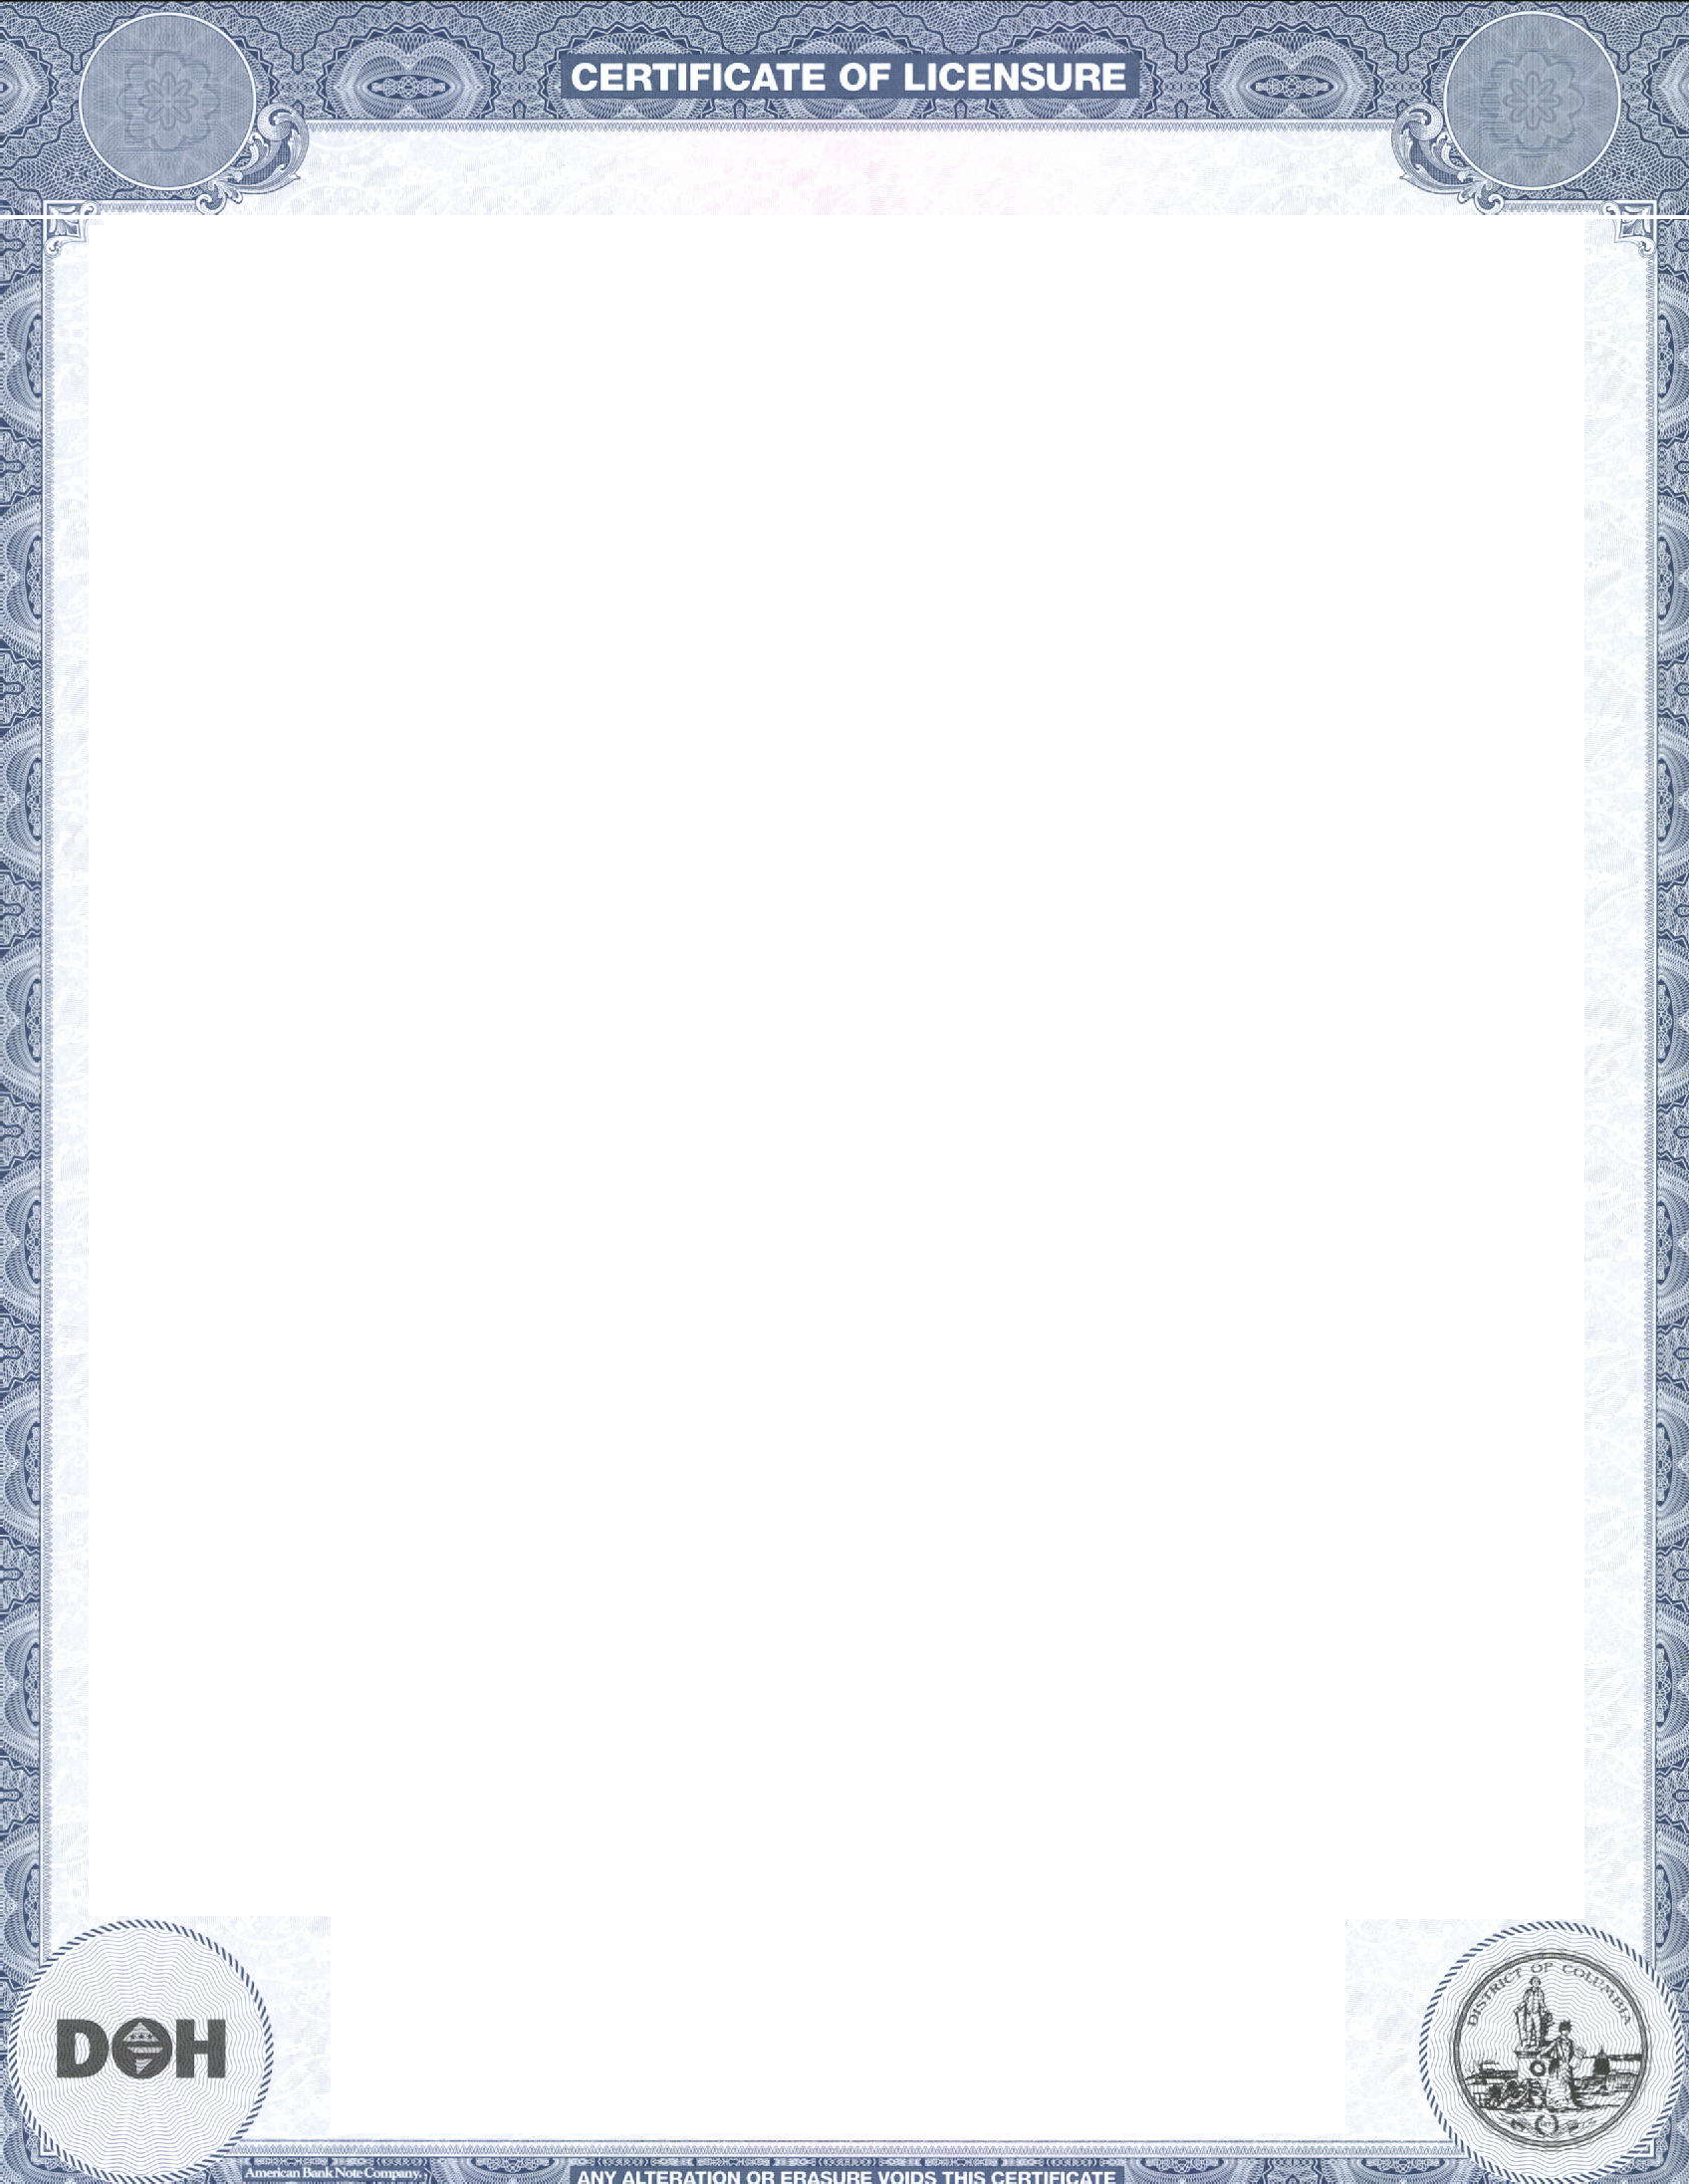 CERTIFICATE OF LICENSURE
DOH
DISTRICT OF COLUMBIA
American Bank Note Company.
ANY ALTERATION OR ERASURE VOIDS THIS CERTIFICATE